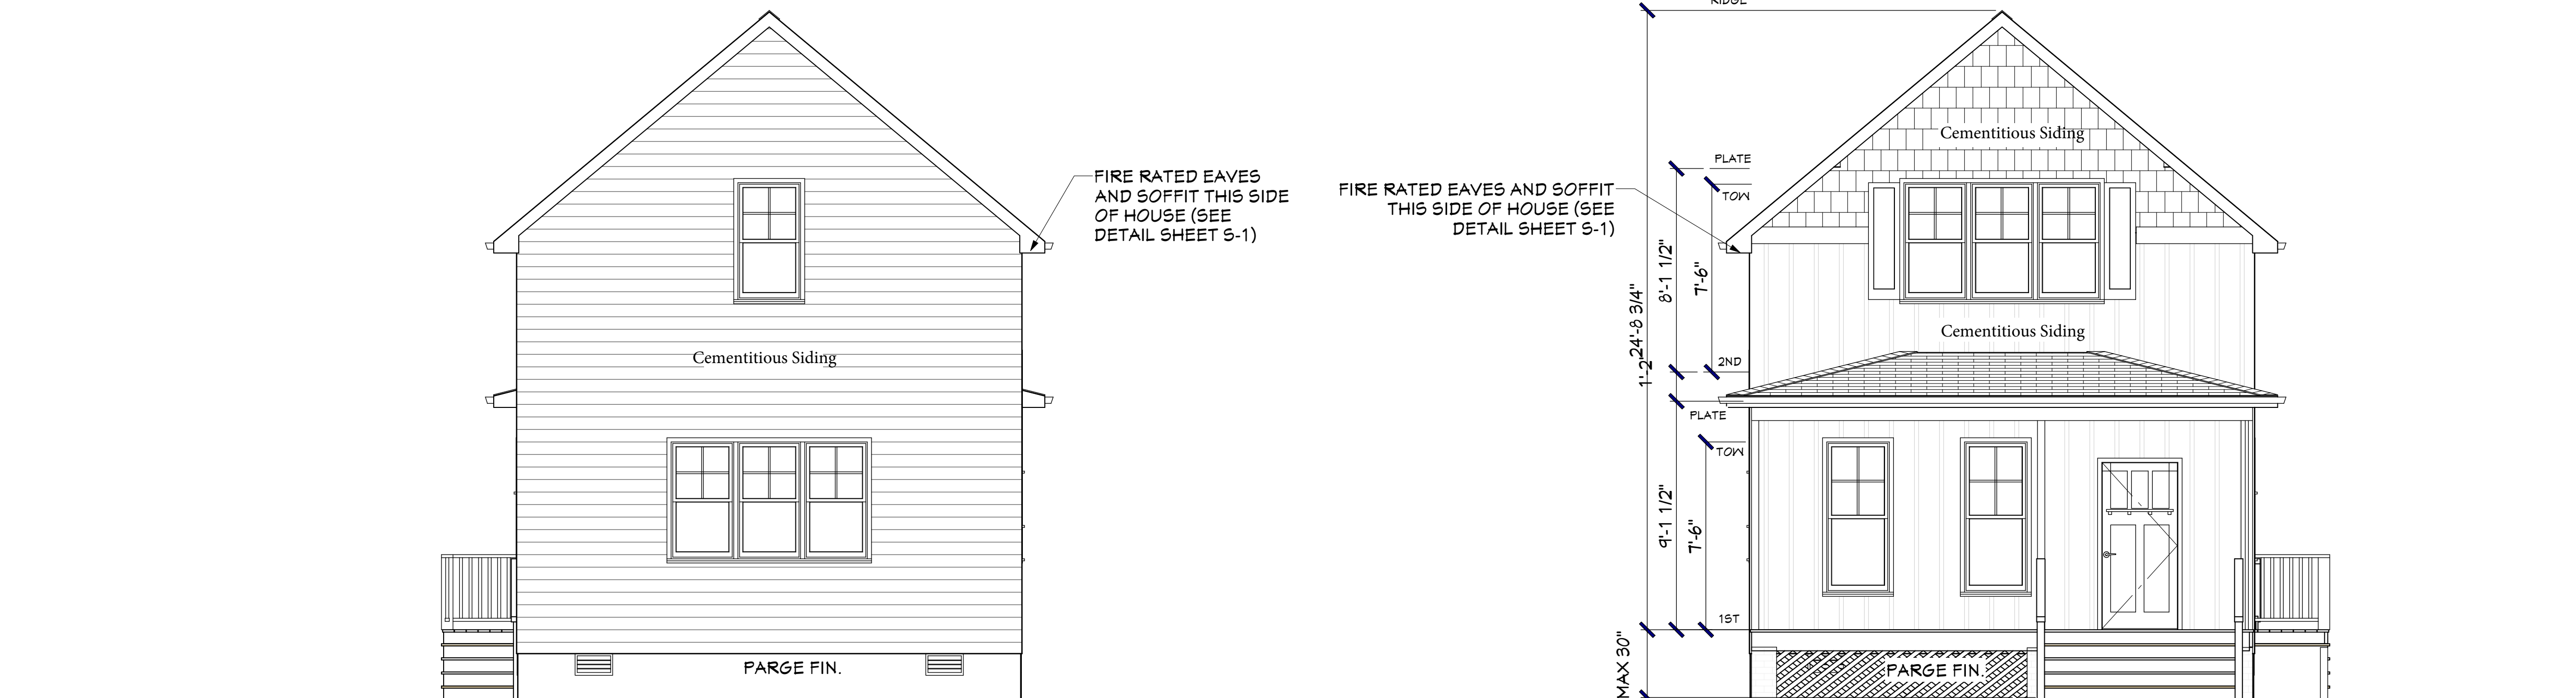 FIRE RATED EAVES
AND SOFFIT THIS SIDE
OF HOUSE (SEE
DETAIL SHEET S-1)
Cementitious Siding
PARGE FIN.
RIDGE
Cementitious Siding
PLATE
TOW
FIRE RATED EAVES AND SOFFIT
THIS SIDE OF HOUSE (SEE
DETAIL SHEET S-1)
8'-1 1/2"
7'-6"
24'-8 3/4"
1'-2"
Cementitious Siding
2ND
PLATE
TOW
9'-1 1/2"
7'-6"
1ST
MAX 30"
PARGE FIN.